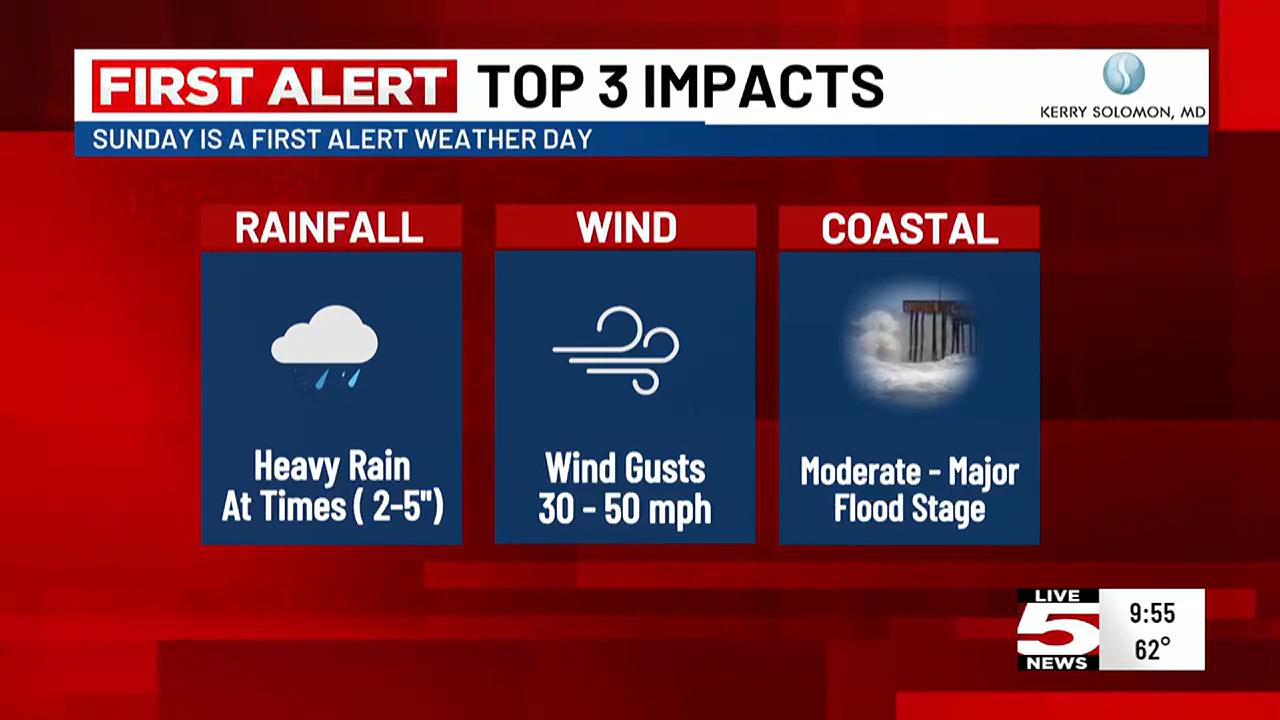 FIRST ALERT TOP 3 IMPACTS
KERRY SOLOMON, MD
SUNDAY IS A FIRST ALERT WEATHER DAY
RAINFALL
Heavy Rain
At Times ( 2-5")
WIND
Wind Gusts
30 - 50 mph
COASTAL
Moderate - Major
Flood Stage
LIVE
5
NEWS
9:55
62°